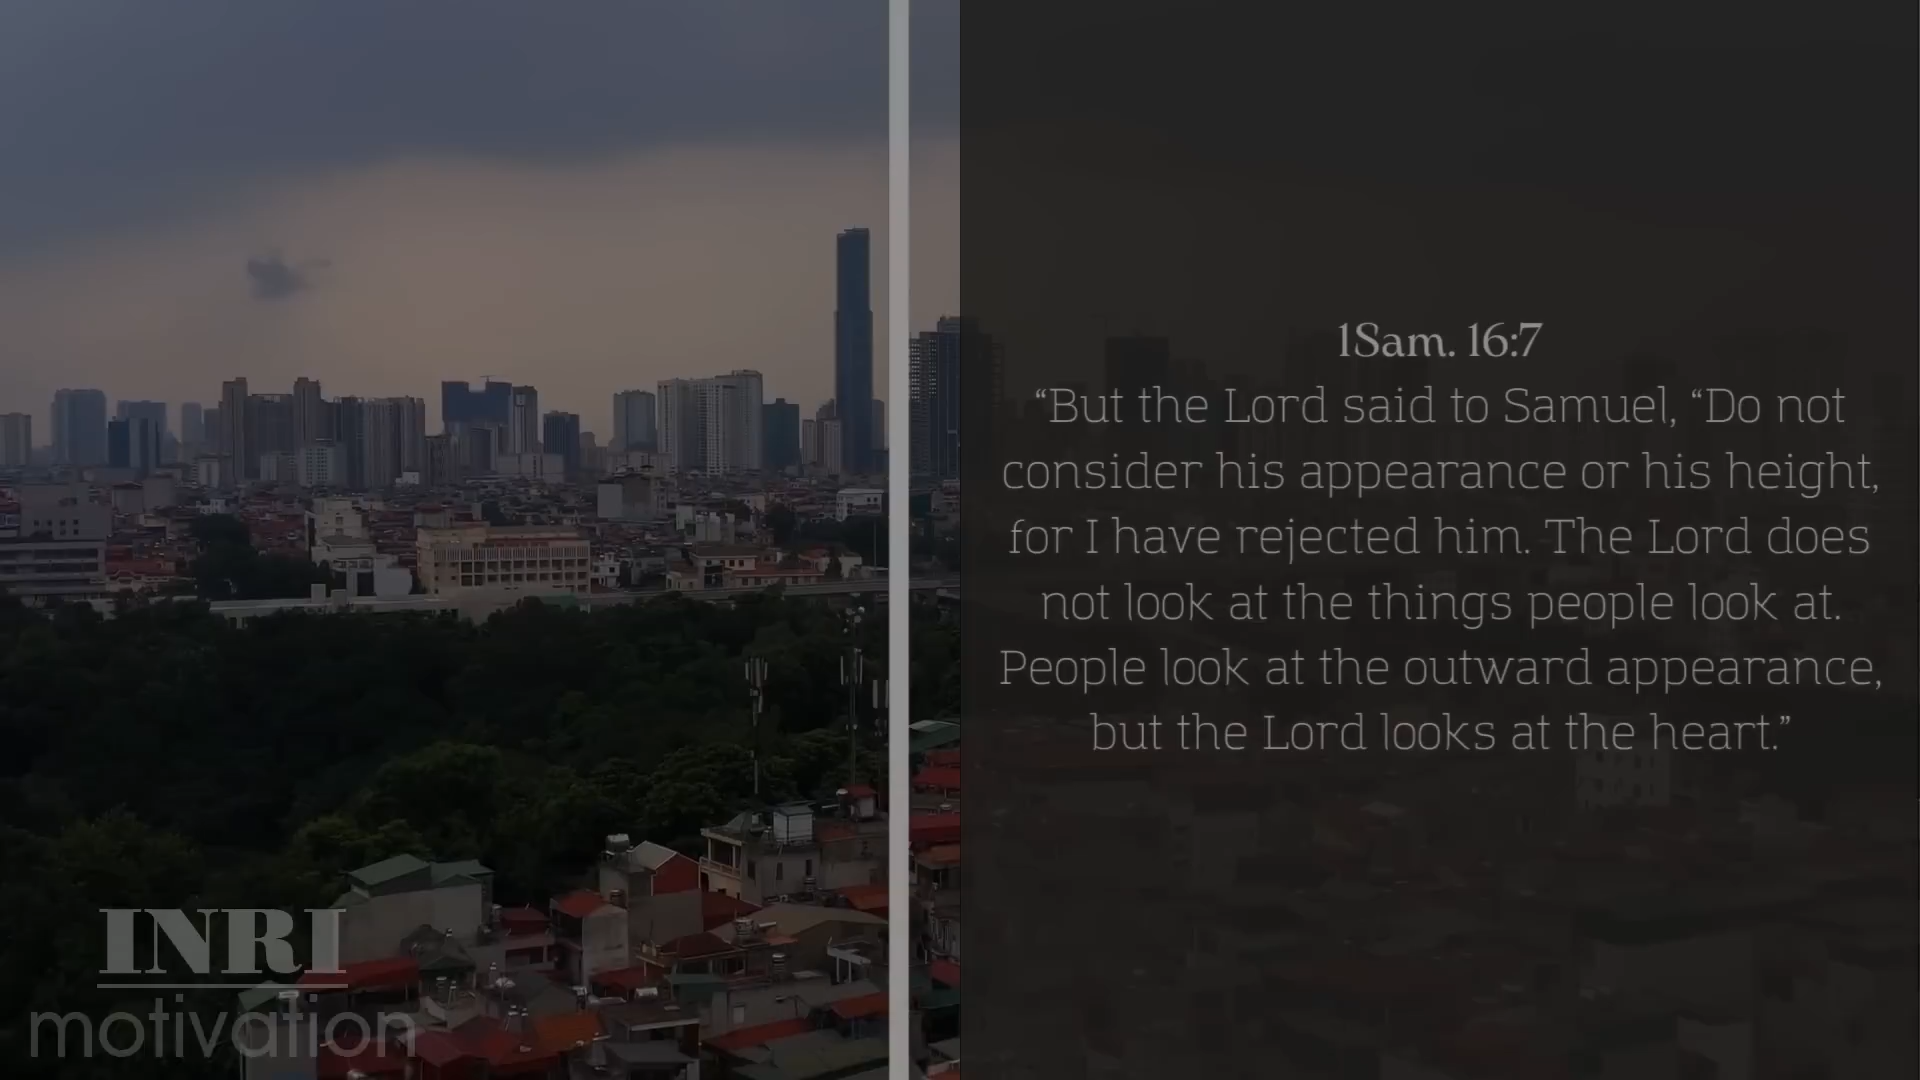 1Sam. 16:7
“But the Lord said to Samuel, “Do not
consider his appearance or his height,
for I have rejected him. The Lord does
not look at the things people look at.
People look at the outward appearance,
but the Lord looks at the heart.”
INRI
motivation